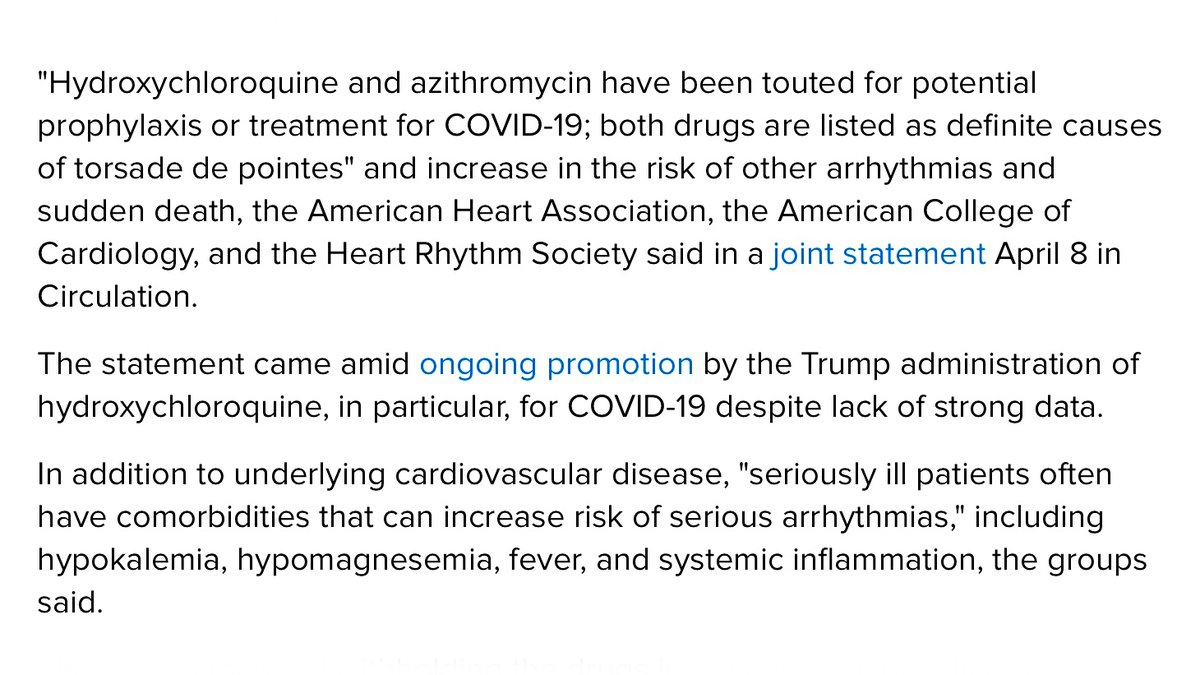 "Hydroxychloroquine and azithromycin have been touted for potential
prophylaxis or treatment for COVID-19; both drugs are listed as definite causes
of torsade de pointes" and increase in the risk of other arrhythmias and
sudden death, the American Heart Association, the American College of
Cardiology, and the Heart Rhythm Society said in a joint statement April 8 in
Circulation.
The statement came amid ongoing promotion by the Trump administration of
hydroxychloroquine, in particular, for COVID-19 despite lack of strong data.
In addition to underlying cardiovascular disease, "seriously ill patients often
have comorbidities that can increase risk of serious arrhythmias," including
hypokalemia, hypomagnesemia, fever, and systemic inflammation, the groups
said.